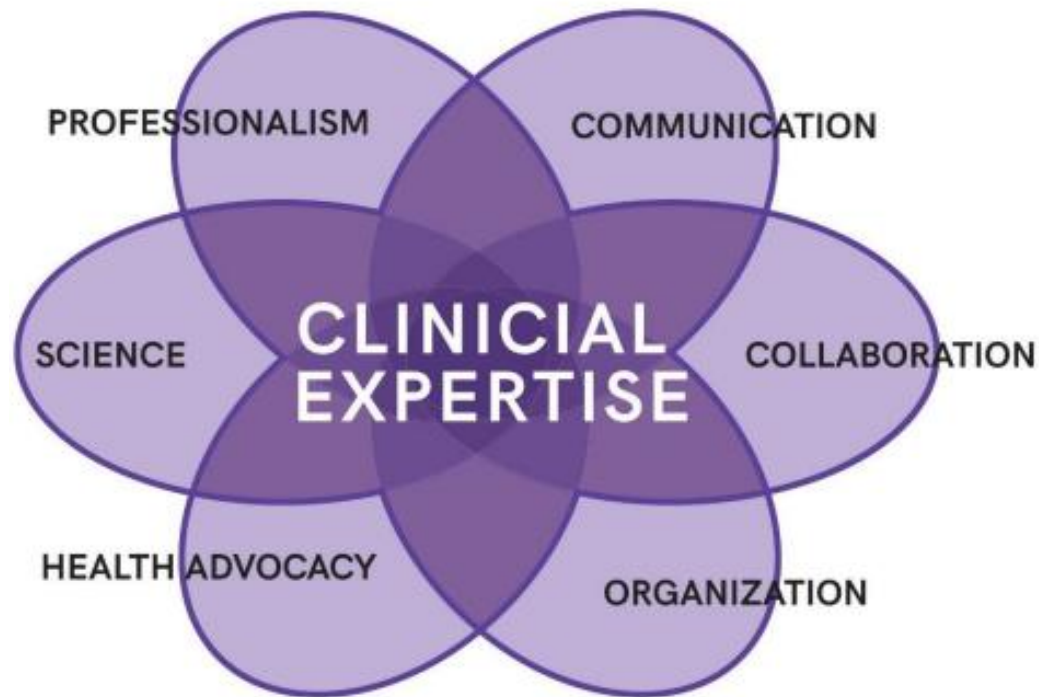 PROFESSIONALISM
COMMUNICATION
CLINICIAL
EXPERTISE
SCIENCE
COLLABORATION
HEALTH ADVOCACY
ORGANIZATION